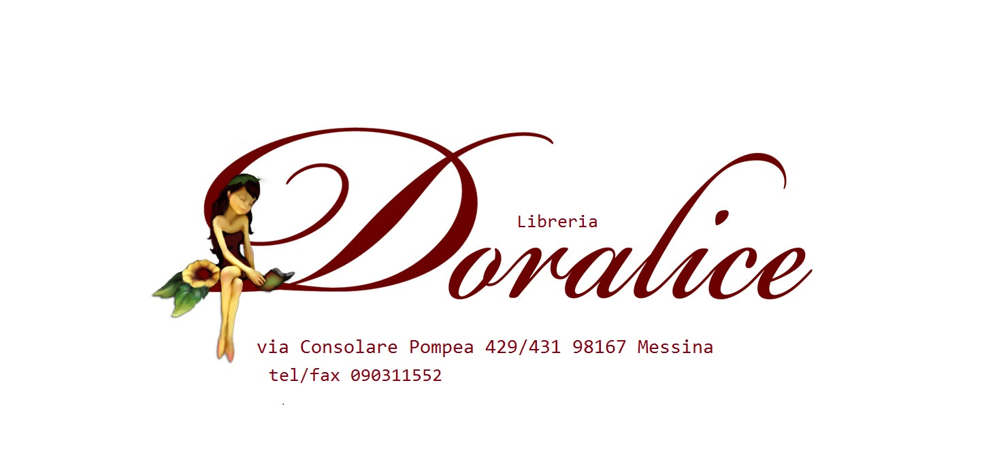 Libreria
Doralice
via Consolare Pompea 429/431 98167 Messina
tel/fax 090311552